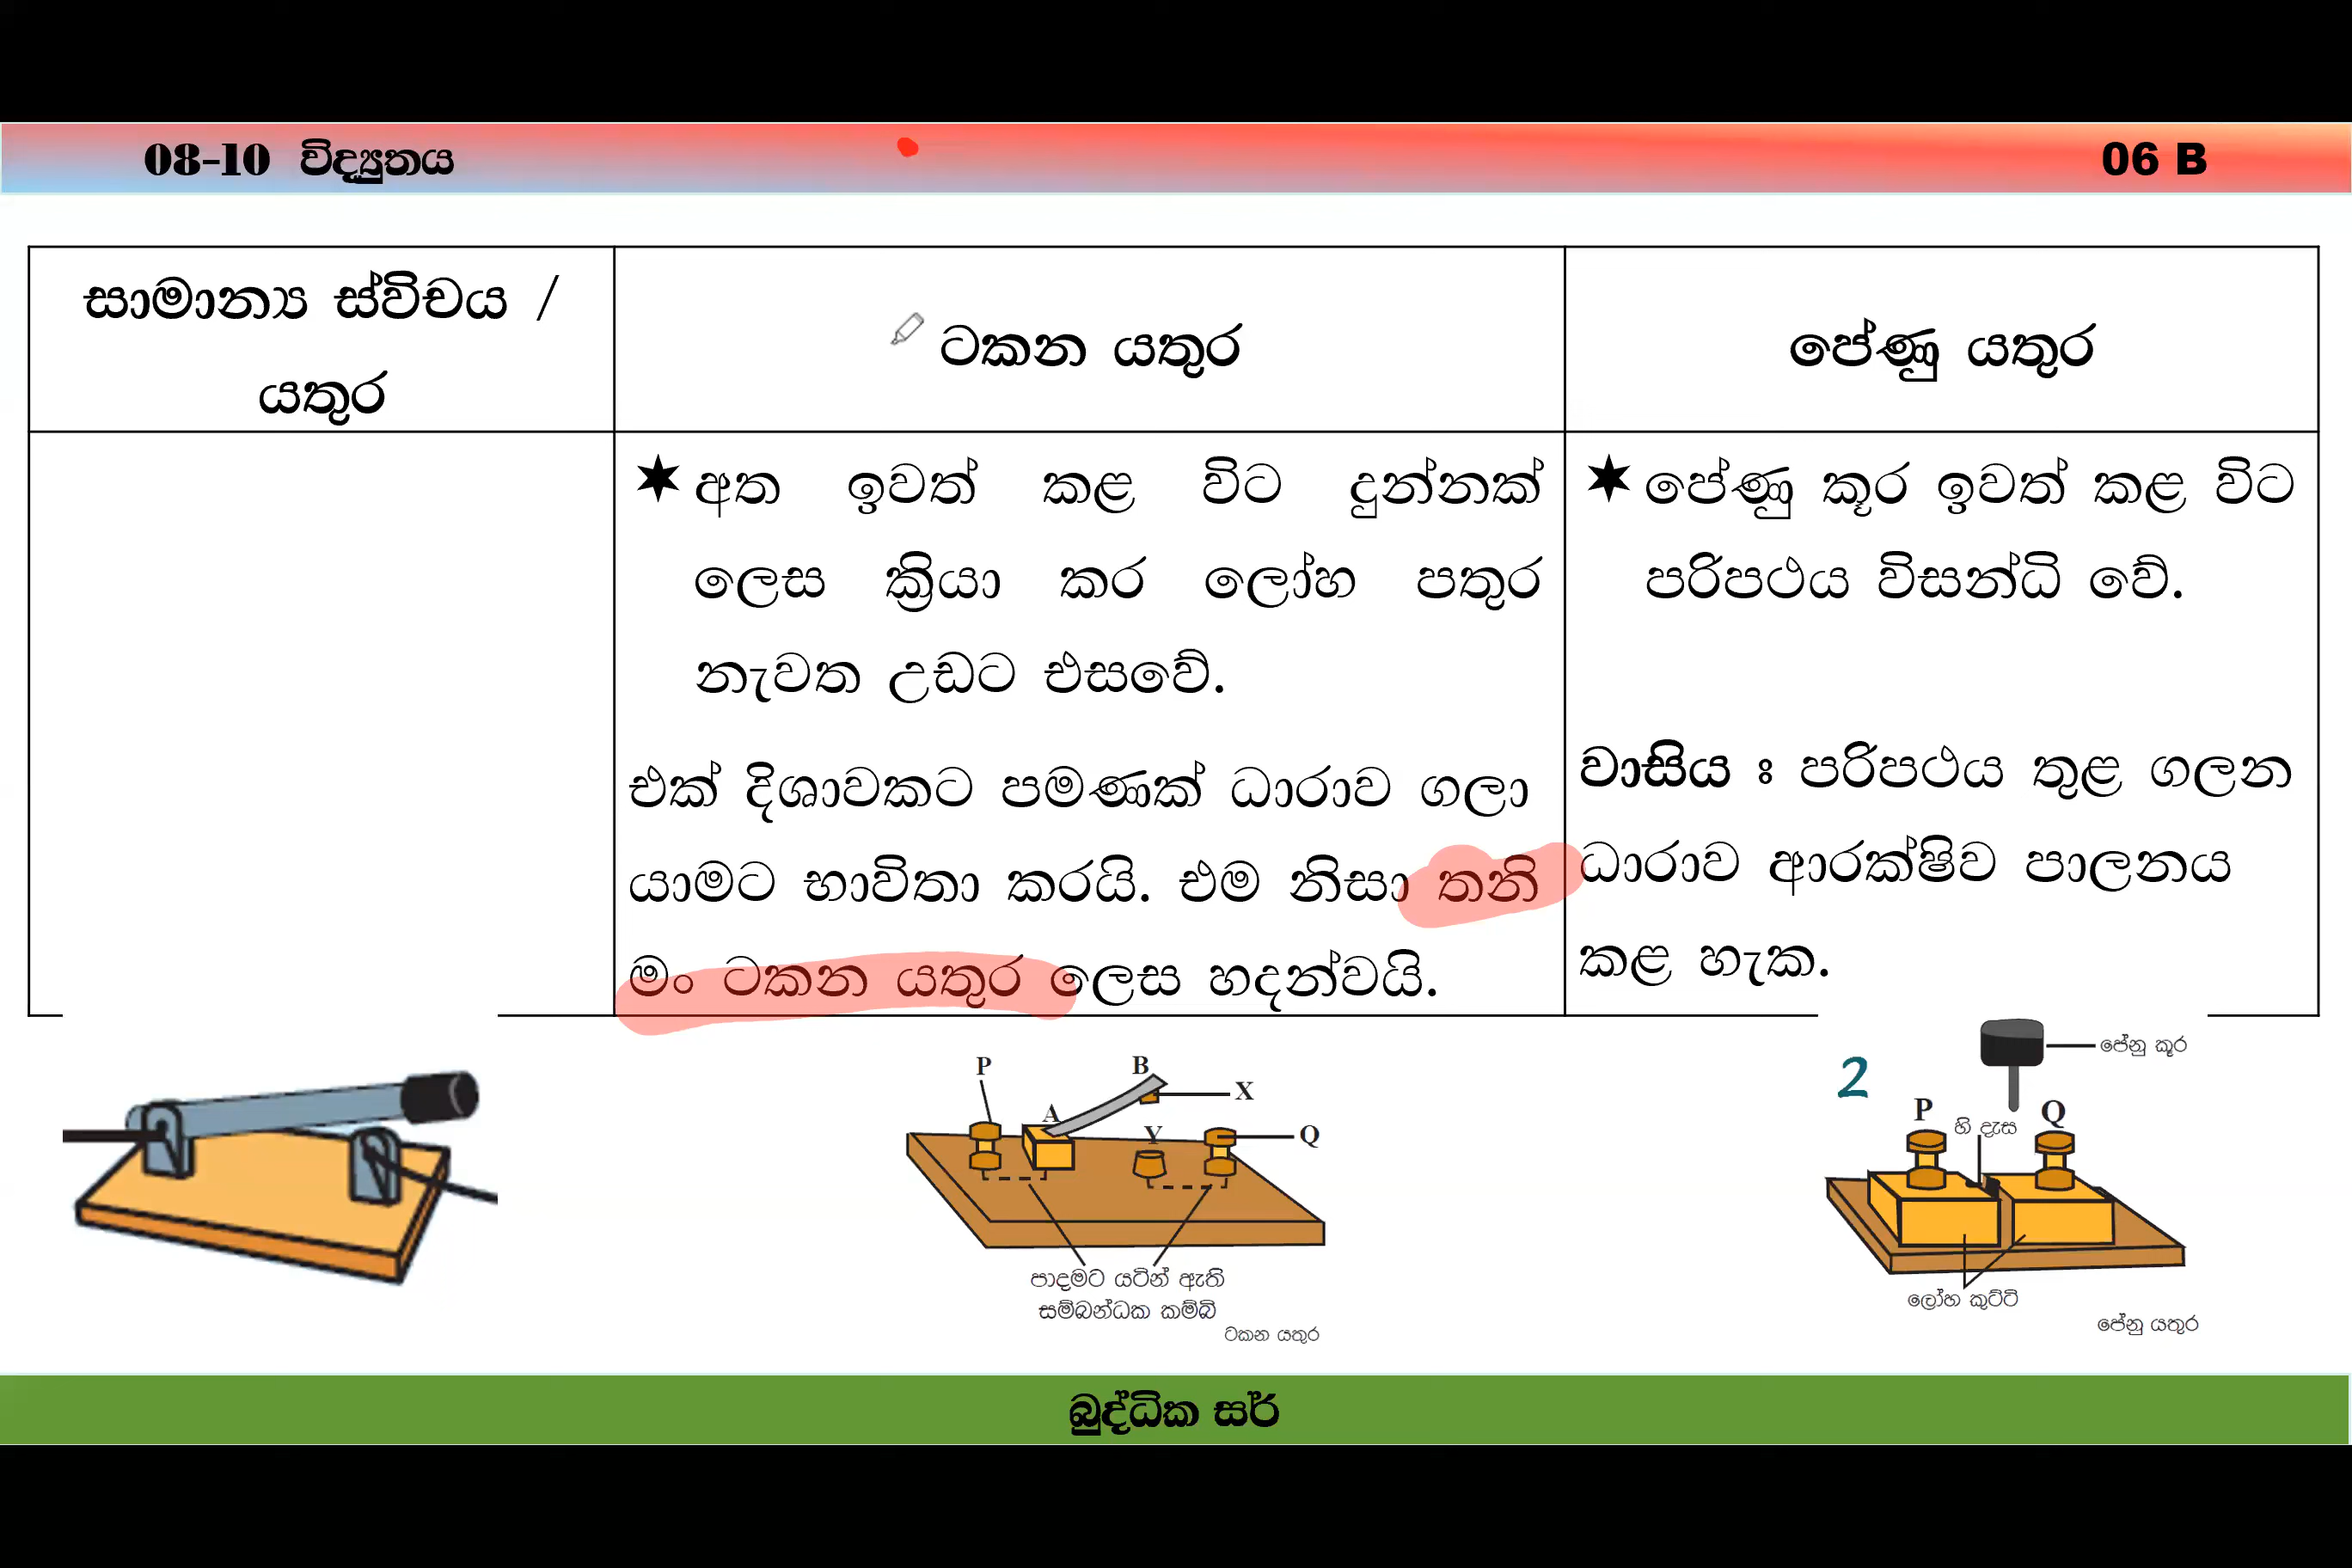 08-10 විද්‍යුතය
06 B
සාමාන්‍ය ස්විචය /
යතුර
ටකන යතුර
පේණු යතුර
✶ අත ඉවත් කළ විට දුන්නක්
ලෙස ක්‍රියා කර ලෝහ පතුර
නැවත උඩට එසවේ.
එක් දිශාවකට පමණක් ධාරාව ගලා
යාමට භාවිතා කරයි. එම නිසා තනි
මං ටකන යතුර ලෙස හදන්වයි.
✶ පේණු කූර ඉවත් කළ විට
පරිපථය විසන්ධි වේ.
වාසිය : පරිපථය තුළ ගලන
ධාරාව ආරක්ෂිව පාලනය
කළ හැක.
P
B
X
A
Y
Q
පාදමට යටින් ඇති
සම්බන්ධක කම්බි
ටකන යතුර
2
පේනු කූර
P
හි දැස
Q
ලෝහ කුට්ටි
පේනු යතුර
බුද්ධික සර්